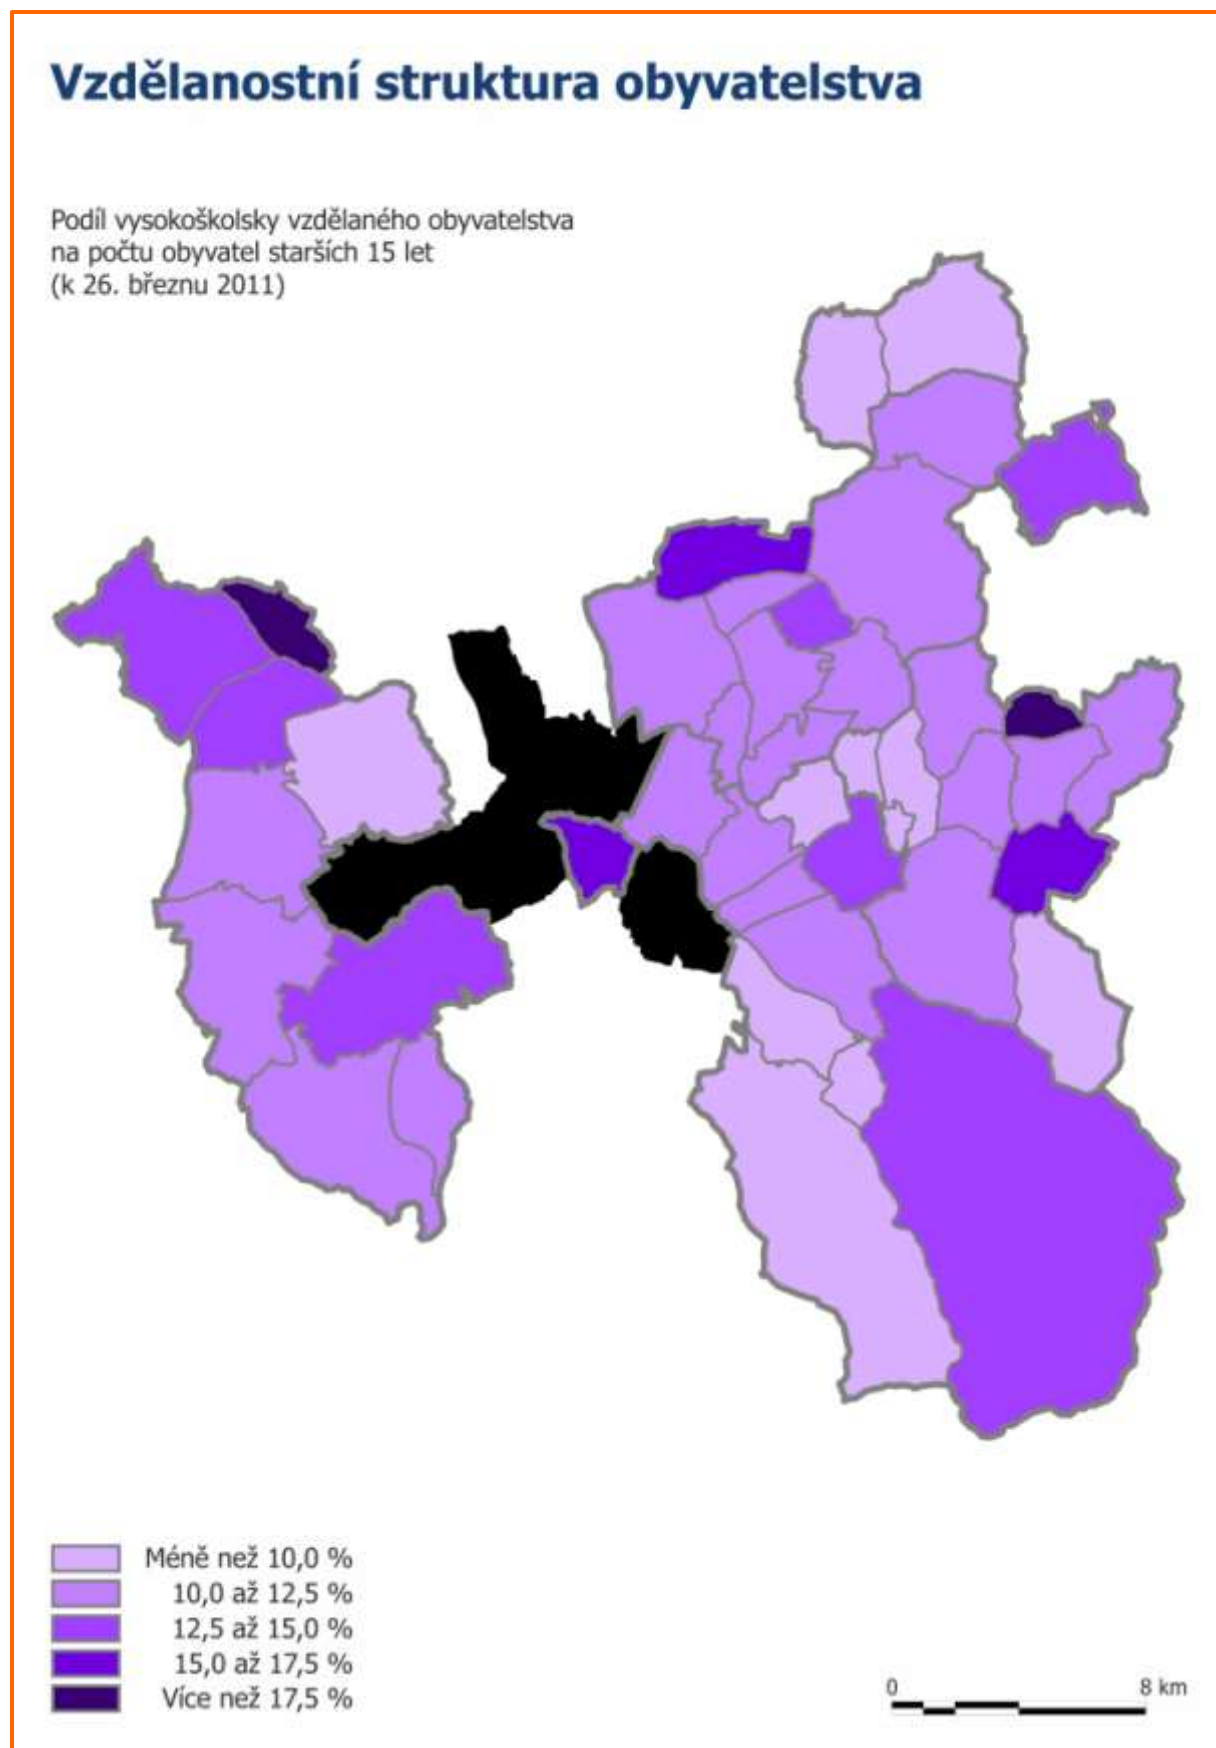 Vzdělanostní struktura obyvatelstva
Podíl vysokoškolsky vzdělaného obyvatelstva
na počtu obyvatel starších 15 let
(k 26. březnu 2011)
Méně než 10,0 %
10,0 až 12,5 %
12,5 až 15,0 %
15,0 až 17,5 %
Více než 17,5 %
0 8 km